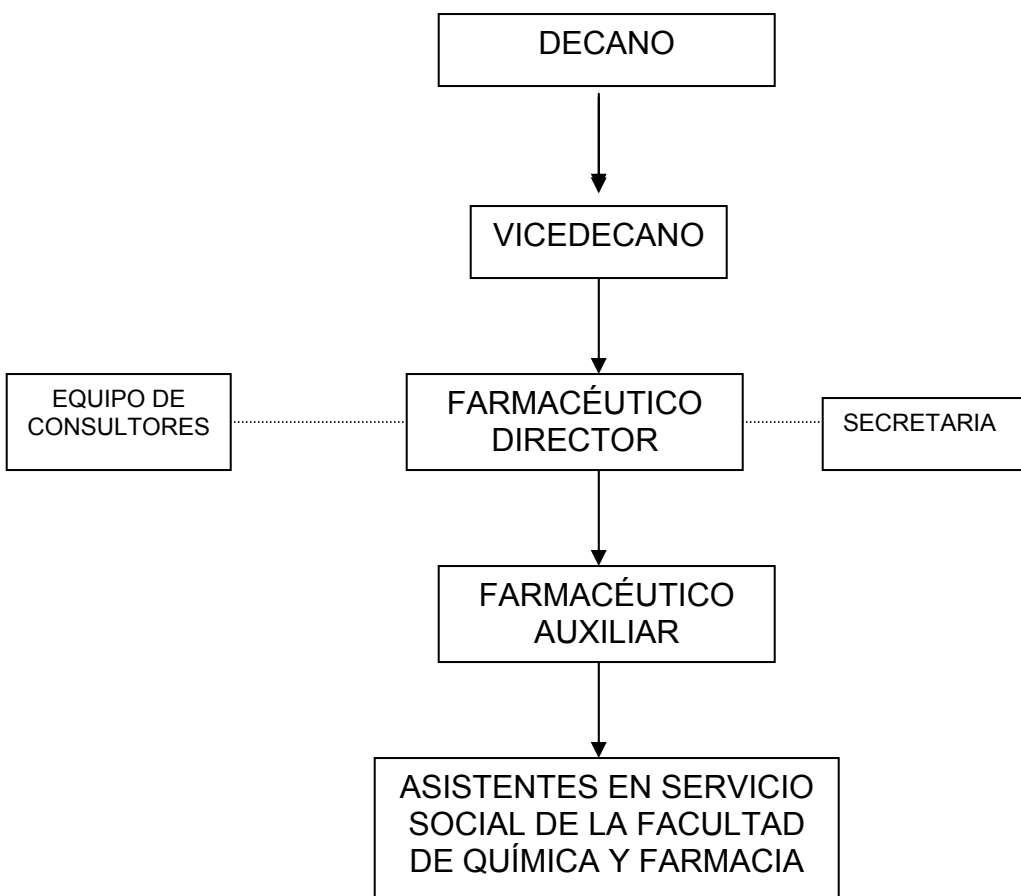 DECANO
VICEDECANO
EQUIPO DE
CONSULTORES
FARMACÉUTICO
DIRECTOR
SECRETARIA
FARMACÉUTICO
AUXILIAR
ASISTENTES EN SERVICIO
SOCIAL DE LA FACULTAD
DE QUÍMICA Y FARMACIA